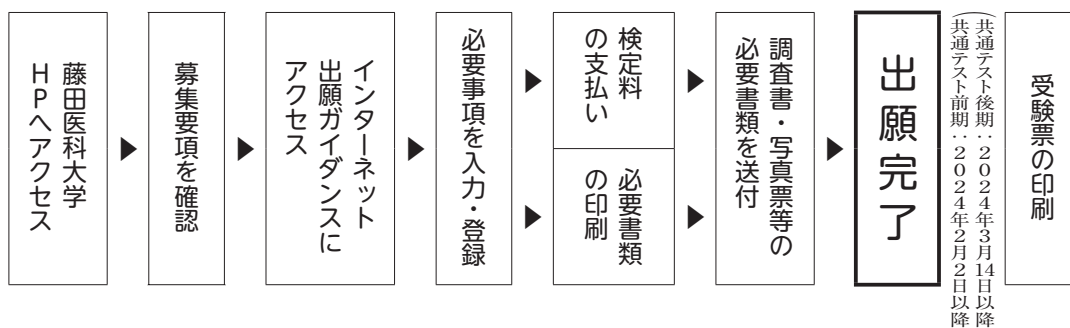 藤田医科大学
HPへアクセス
募集要項を確認
インターネット
出願ガイダンスに
アクセス
必要事項を入力・登録
検定料
の支払い
必要書類
の印刷
調査書・写真票等の
必要書類を送付
出願完了
受験票の印刷
(共通テスト後期：2024年3月14日以降
共通テスト前期：2024年2月2日以降